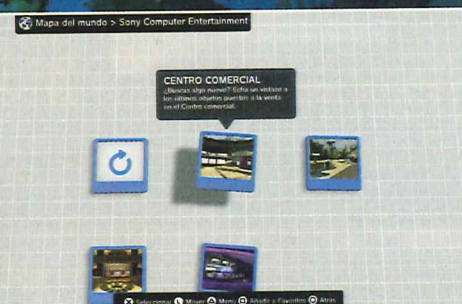 Mapa del mundo > Sony Computer Entertainment
CENTRO COMERCIAL
¿Buscas algo nuevo? Echa un vistazo a
los últimos objetos puestos a la venta
en el Centro comercial.
Seleccionar Mover Menú Añadir a Favoritos Atrás